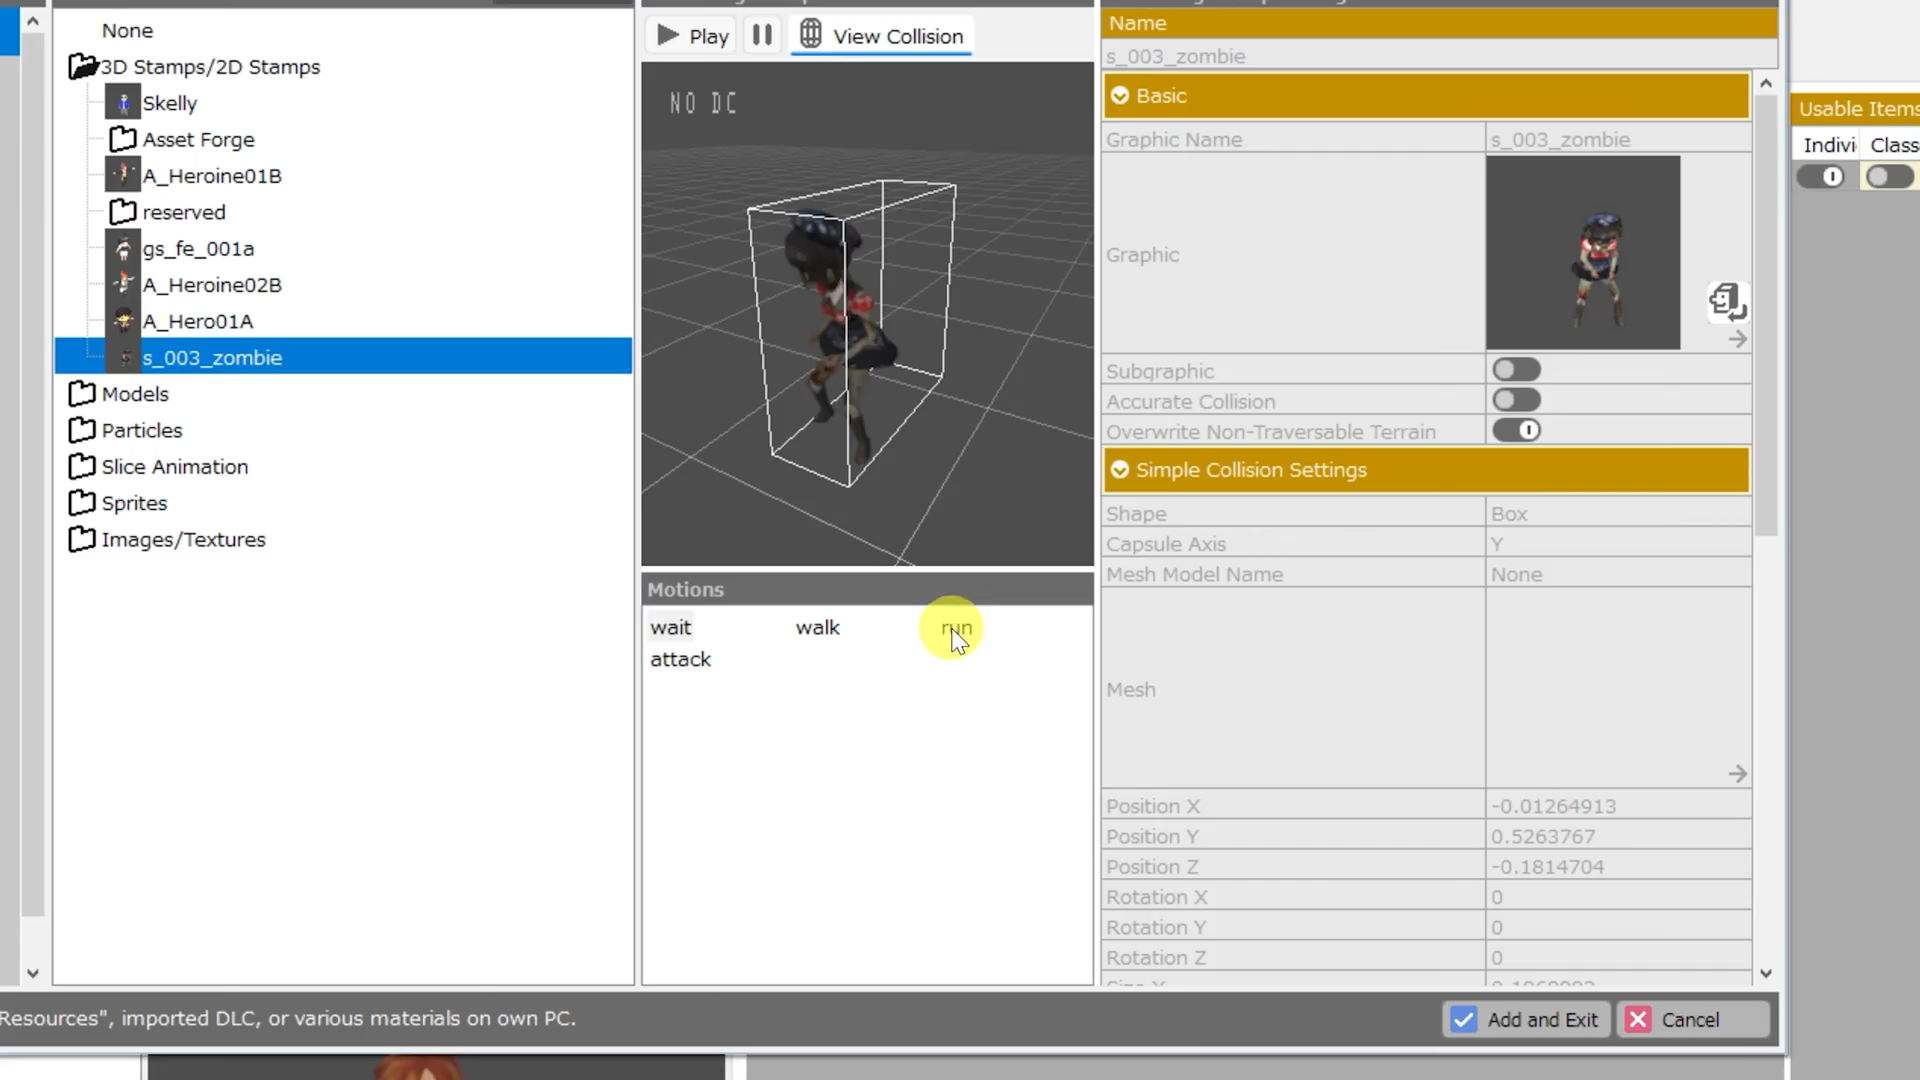 None
3D Stamps/2D Stamps
Skelly
Asset Forge
A_Heroine01B
reserved
gs_fe_001a
A_Heroine02B
A_Hero01A
s_003_zombie
Models
Particles
Slice Animation
Sprites
Images/Textures
Play
View Collision
NO DC
Motions
wait walk run
attack
Name
s_003_zombie
Basic
Graphic Name s_003_zombie
Graphic
Subgraphic
Accurate Collision
Overwrite Non-Traversable Terrain
Simple Collision Settings
Shape Box
Capsule Axis Y
Mesh Model Name None
Mesh
Position X -0.01264913
Position Y 0.5263767
Position Z -0.1814704
Rotation X 0
Rotation Y 0
Rotation Z 0
Usable Items
Indivi Class
Resources", imported DLC, or various materials on own PC.
Add and Exit
Cancel